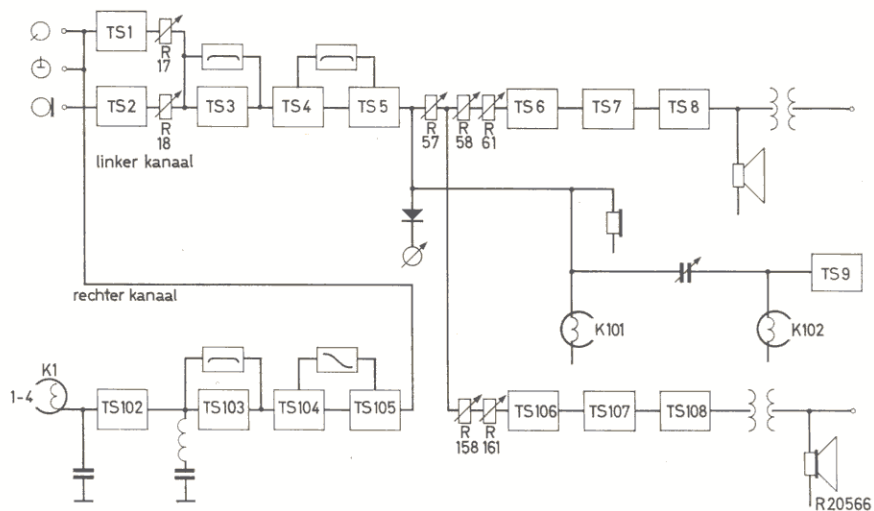 TS1
R
17
TS2
R
18
TS3
TS4
TS5
R
57
R
58
R
61
TS6
TS7
TS8
linker kanaal
rechter kanaal
TS9
K101
K102
K1
1-4
TS102
TS103
TS104
TS105
R
158
R
161
TS106
TS107
TS108
R20566